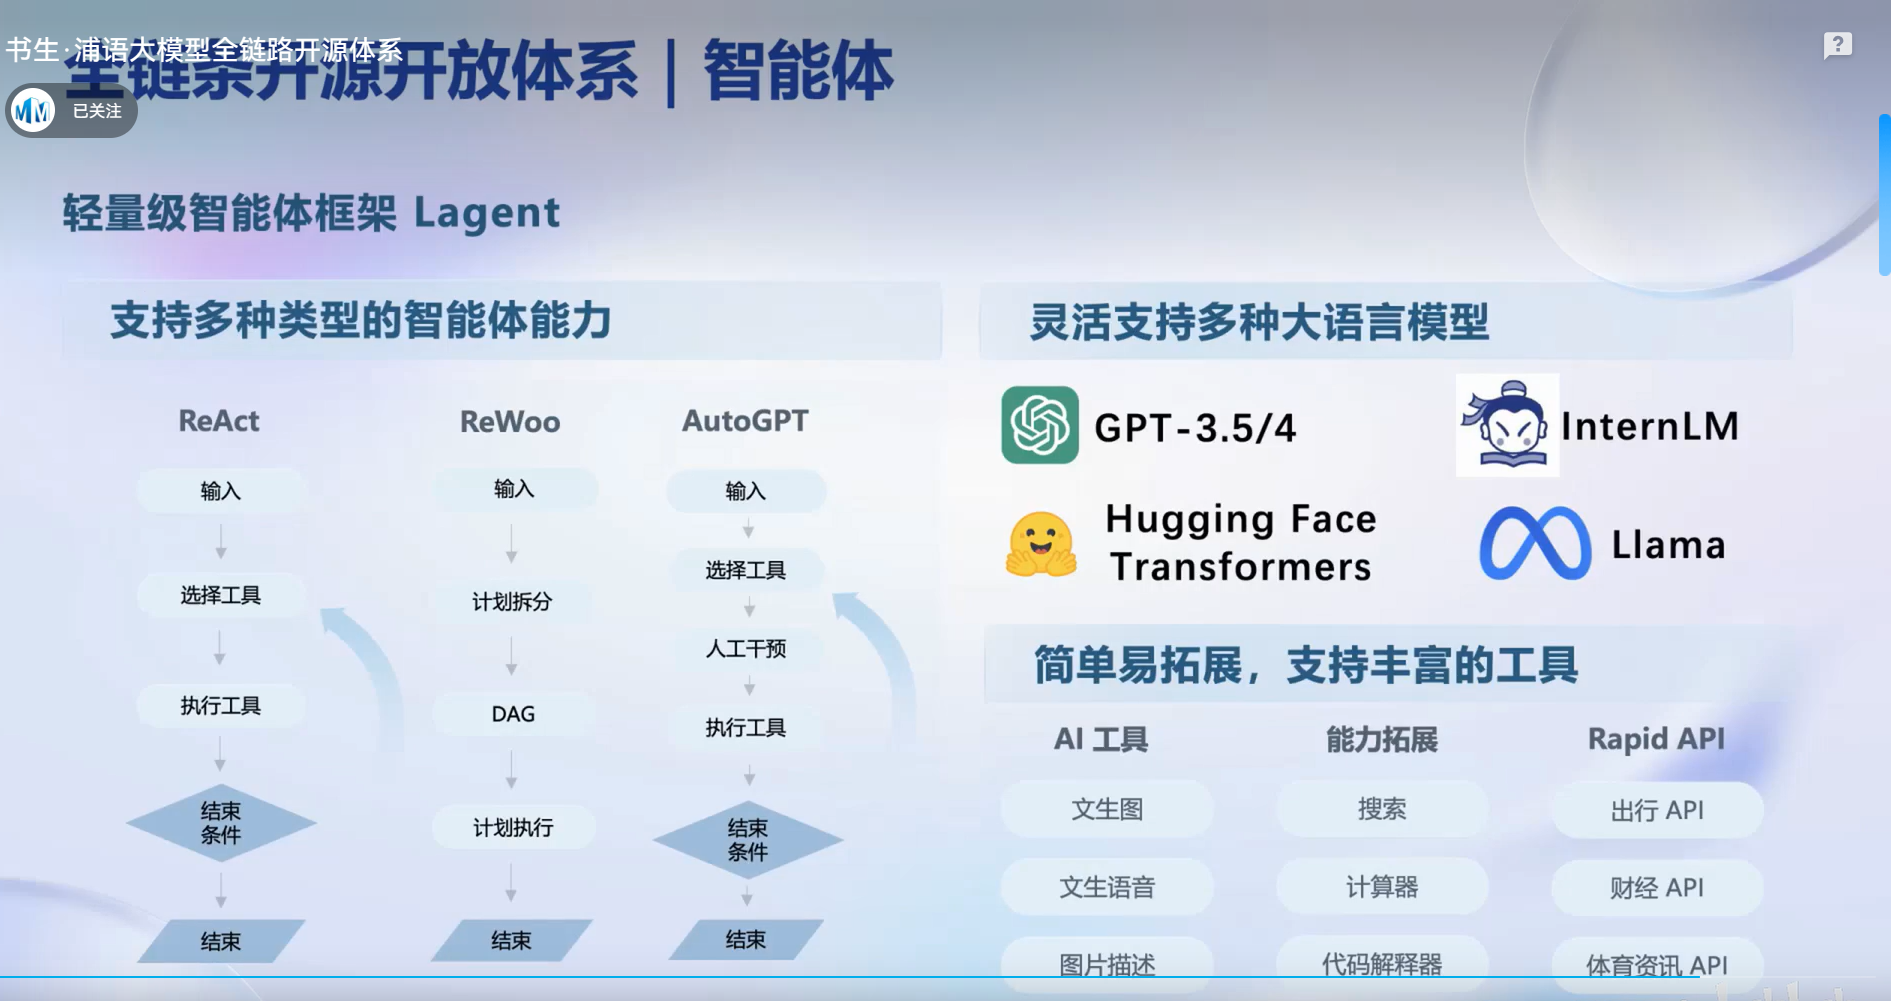 书生·浦语大模型全链路开源体系
全链条开源开放体系｜智能体
已关注
轻量级智能体框架 Lagent
支持多种类型的智能体能力
ReAct
输入
选择工具
执行工具
结束
条件
结束
ReWoo
输入
计划拆分
DAG
计划执行
结束
AutoGPT
输入
选择工具
人工干预
执行工具
结束
条件
结束
灵活支持多种大语言模型
GPT-3.5/4
InternLM
Hugging Face
Transformers
Llama
简单易拓展，支持丰富的工具
AI 工具
能力拓展
Rapid API
文生图
搜索
出行 API
文生语音
计算器
财经 API
图片描述
代码解释器
体育资讯 API